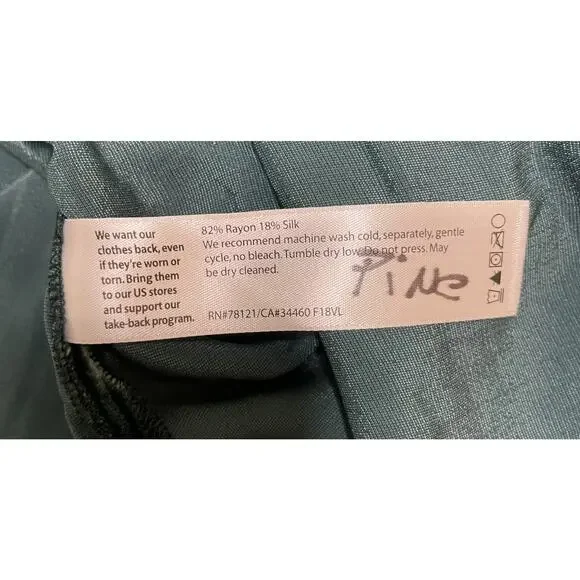 We want our
clothes back, even
if they're worn or
torn. Bring them
to our US stores
and support our
take-back program.
82% Rayon 18% Silk
We recommend machine wash cold, separately, gentle
cycle, no bleach. Tumble dry low. Do not press. May
be dry cleaned.
RN#78121/CA#34460 F18VL
Pine